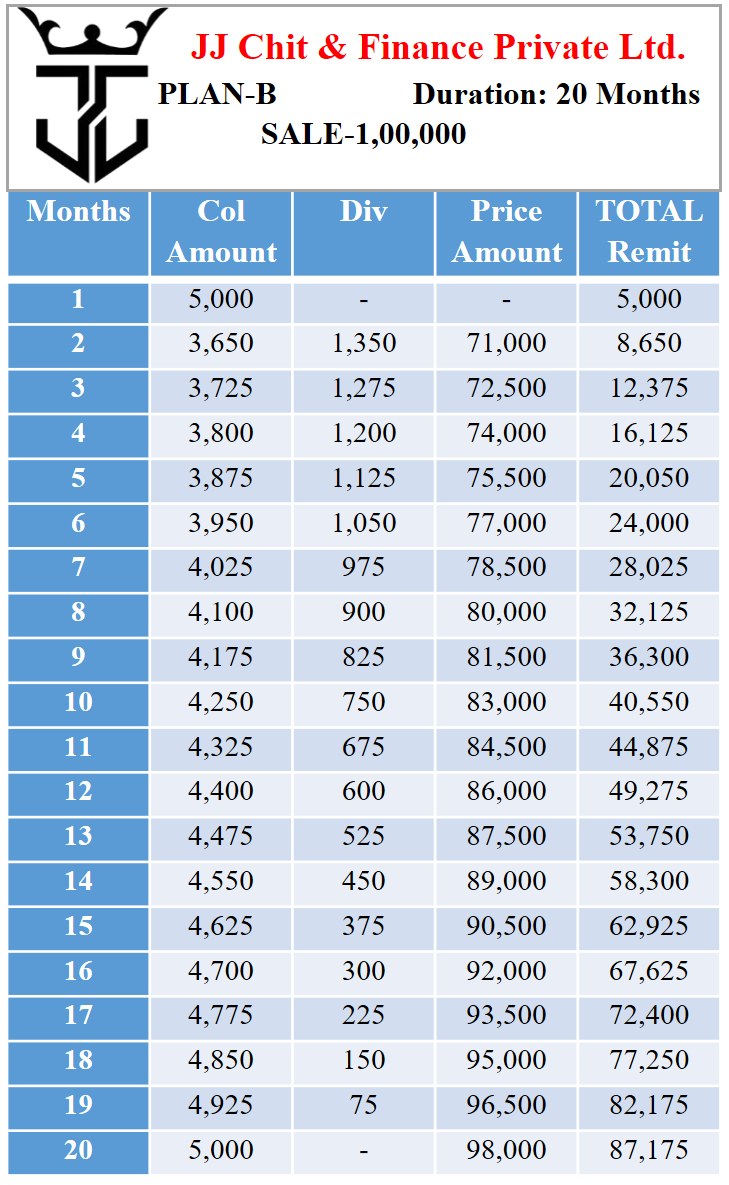 JJ Chit & Finance Private Ltd.
PLAN-B Duration: 20 Months
SALE-1,00,000
Months Col Amount Div Price Amount TOTAL Remit
1 5,000 - - 5,000
2 3,650 1,350 71,000 8,650
3 3,725 1,275 72,500 12,375
4 3,800 1,200 74,000 16,125
5 3,875 1,125 75,500 20,050
6 3,950 1,050 77,000 24,000
7 4,025 975 78,500 28,025
8 4,100 900 80,000 32,125
9 4,175 825 81,500 36,300
10 4,250 750 83,000 40,550
11 4,325 675 84,500 44,875
12 4,400 600 86,000 49,275
13 4,475 525 87,500 53,750
14 4,550 450 89,000 58,300
15 4,625 375 90,500 62,925
16 4,700 300 92,000 67,625
17 4,775 225 93,500 72,400
18 4,850 150 95,000 77,250
19 4,925 75 96,500 82,175
20 5,000 - 98,000 87,175